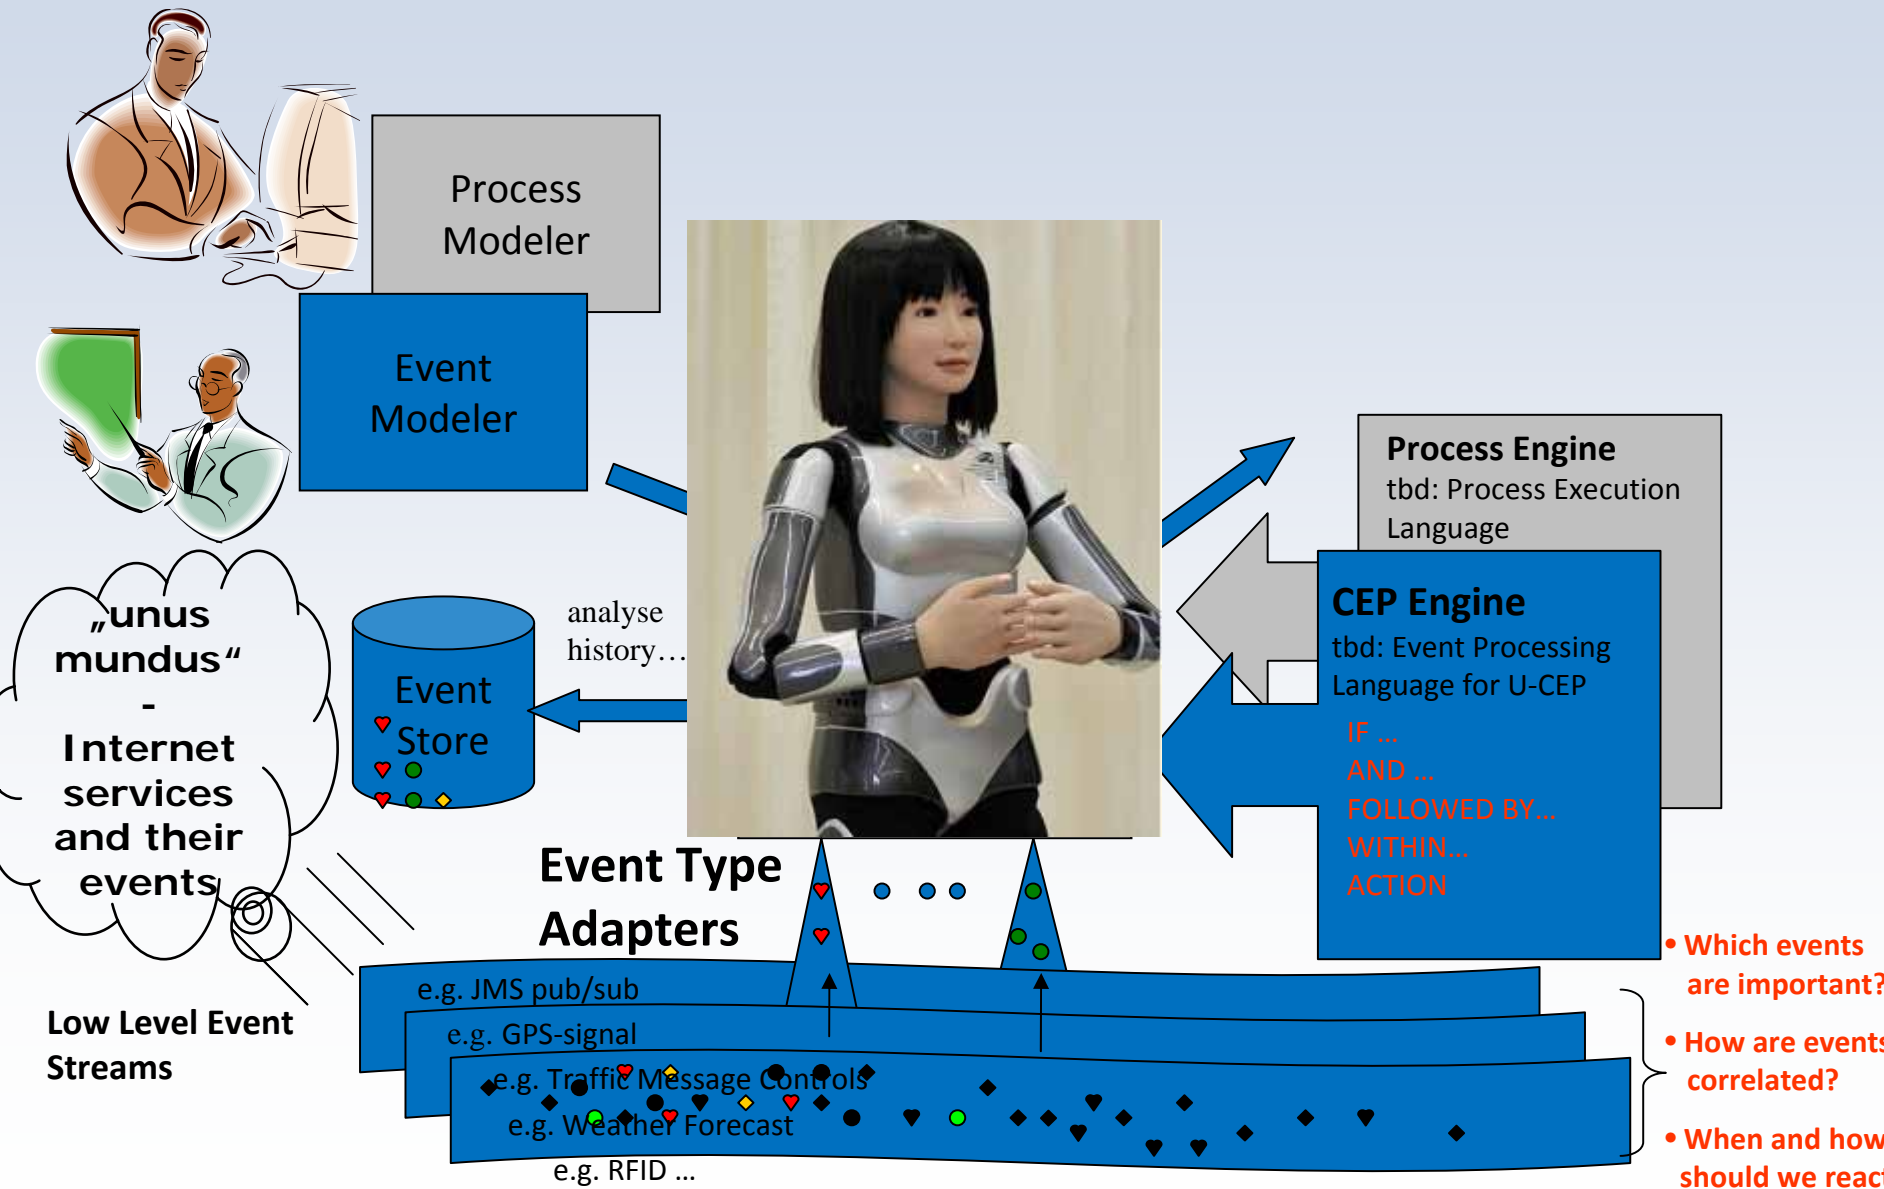 Process
Modeler
Event
Modeler
Process Engine
tbd: Process Execution
Language
CEP Engine
tbd: Event Processing
Language for U-CEP
IF ...
AND ...
FOLLOWED BY...
WITHIN...
ACTION
„unus
mundus“
-
Internet
services
and their
events
analyse
history…
Event
Store
Event Type
Adapters
Low Level Event
Streams
e.g. JMS pub/sub
e.g. GPS-signal
e.g. Traffic Message Controls
e.g. Weather Forecast
e.g. RFID ...
• Which events
are important?
• How are events
correlated?
• When and how
should we react